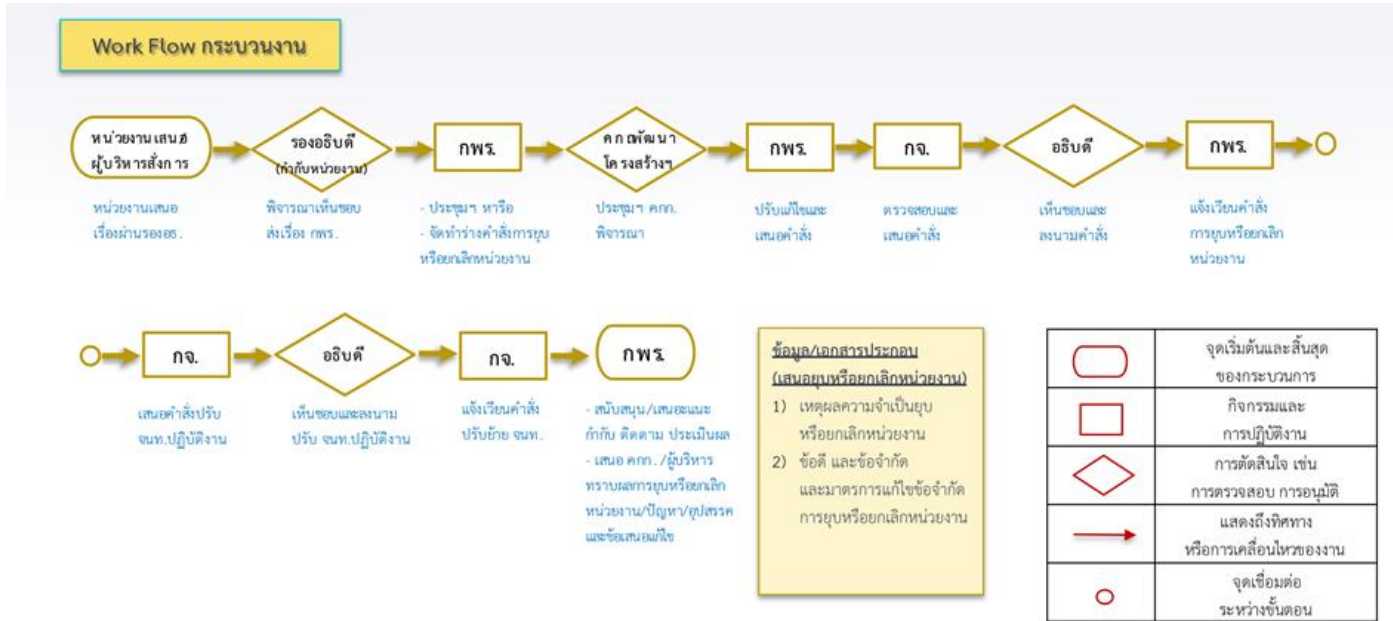 Work Flow กระบวนงาน
หน่วยงานเสนอ
ผู้บริหารสั่งการ
รองอธิบดี
(กำกับหน่วยงาน)
กพร.
คกก.พัฒนา
โครงสร้างฯ
กพร.
กจ.
อธิบดี
กพร.
หน่วยงานเสนอ
เรื่องผ่านรองอธ.
พิจารณาเห็นชอบ
ส่งเรื่อง กพร.
- ประชุมฯ หารือ
- จัดทำร่างคำสั่งการยุบ
หรือยกเลิกหน่วยงาน
ประชุมฯ คกก.
พิจารณา
ปรับแก้ไขและ
เสนอคำสั่ง
ตรวจสอบและ
เสนอคำสั่ง
เห็นชอบและ
ลงนามคำสั่ง
แจ้งเวียนคำสั่ง
การยุบหรือยกเลิก
หน่วยงาน
กจ.
อธิบดี
กจ.
กพร.
เสนอคำสั่งปรับ
จนท.ปฏิบัติงาน
เห็นชอบและลงนาม
ปรับ จนท.ปฏิบัติงาน
แจ้งเวียนคำสั่ง
ปรับย้าย จนท.
- สนับสนุน/เสนอะแนะ
กำกับ ติดตาม ประเมินผล
- เสนอ คกก./ผู้บริหาร
ทราบผลการยุบหรือยกเลิก
หน่วยงาน/ปัญหา/อุปสรรค
และข้อเสนอแก้ไข
ข้อมูล/เอกสารประกอบ
(เสนอยุบหรือยกเลิกหน่วยงาน)
1) เหตุผลความจำเป็นยุบ
หรือยกเลิกหน่วยงาน
2) ข้อดี และข้อจำกัด
และมาตรการแก้ไขข้อจำกัด
การยุบหรือยกเลิกหน่วยงาน
จุดเริ่มต้นและสิ้นสุด
ของกระบวนการ
กิจกรรมและ
การปฏิบัติงาน
การตัดสินใจ เช่น
การตรวจสอบ การอนุมัติ
แสดงถึงทิศทาง
หรือการเคลื่อนไหวของงาน
จุดเชื่อมต่อ
ระหว่างขั้นตอน